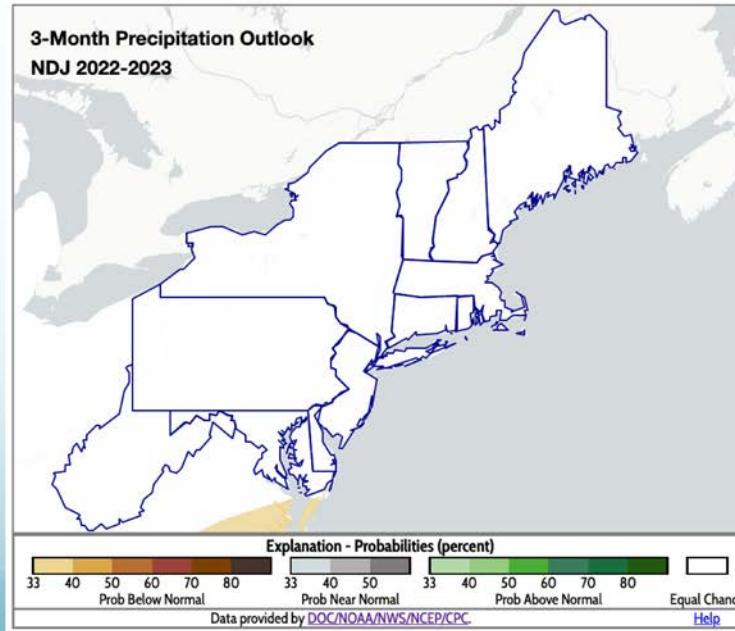 3-Month Precipitation Outlook
NDJ 2022-2023
Explanation - Probabilities (percent)
33 40 50 60 70 80 33 40 50 33 40 50 60 70 80
Prob Below Normal Prob Near Normal Prob Above Normal Equal Chanc
Data provided by DOC/NOAA/NWS/NCEP/CPC. Help